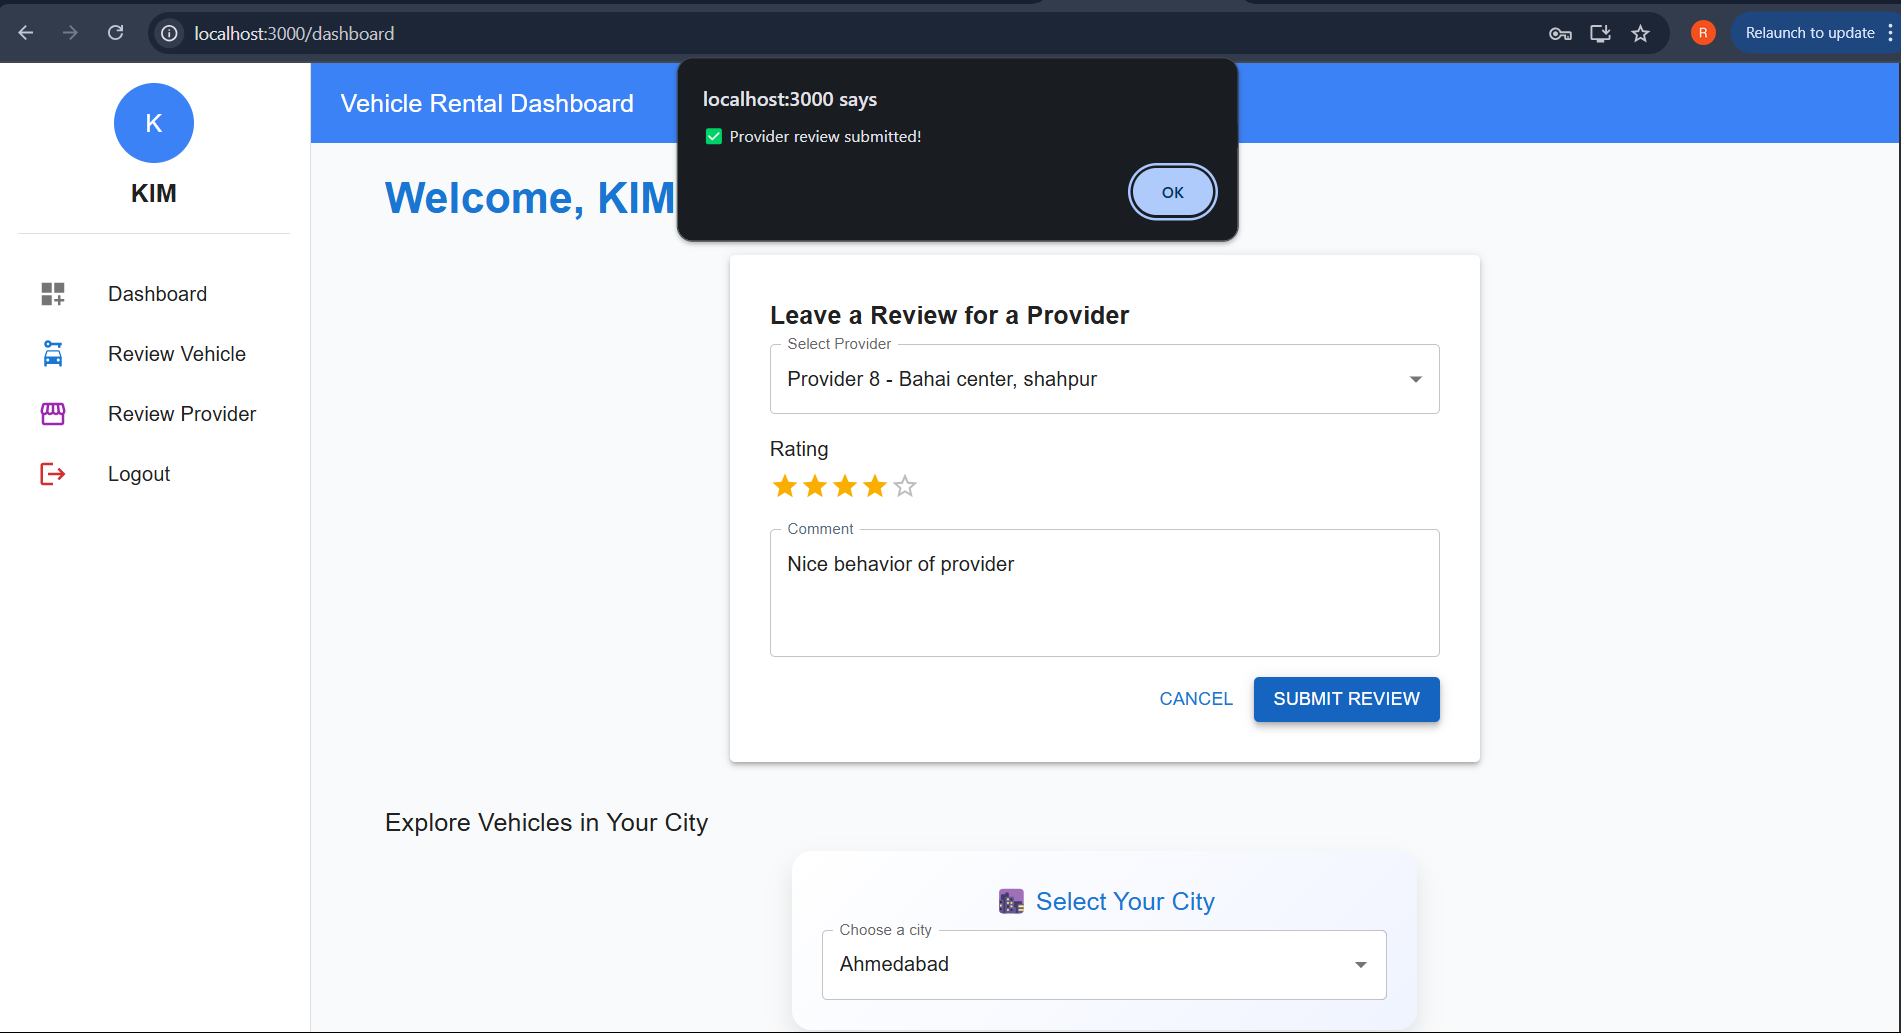 localhost:3000/dashboard
R
Relaunch to update
K
KIM
Dashboard
Review Vehicle
Review Provider
Logout
Vehicle Rental Dashboard
localhost:3000 says
✅ Provider review submitted!
OK
Welcome, KIM
Leave a Review for a Provider
Select Provider
Provider 8 - Bahai center, shahpur
Rating
Comment
Nice behavior of provider
CANCEL
SUBMIT REVIEW
Explore Vehicles in Your City
Select Your City
Choose a city
Ahmedabad